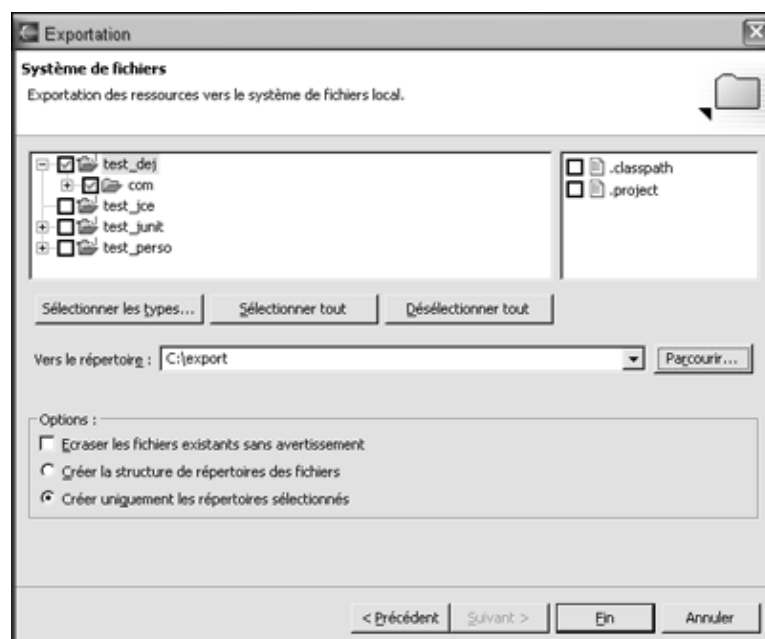 Exportation
Système de fichiers
Exportation des ressources vers le système de fichiers local.
test_dej
com
test_jce
test_junit
test_perso
.classpath
.project
Sélectionner les types...
Sélectionner tout
Désélectionner tout
Vers le répertoire :
C:\export
Parcourir...
Options :
Ecraser les fichiers existants sans avertissement
Créer la structure de répertoires des fichiers
Créer uniquement les répertoires sélectionnés
< Précédent
Suivant >
Fin
Annuler